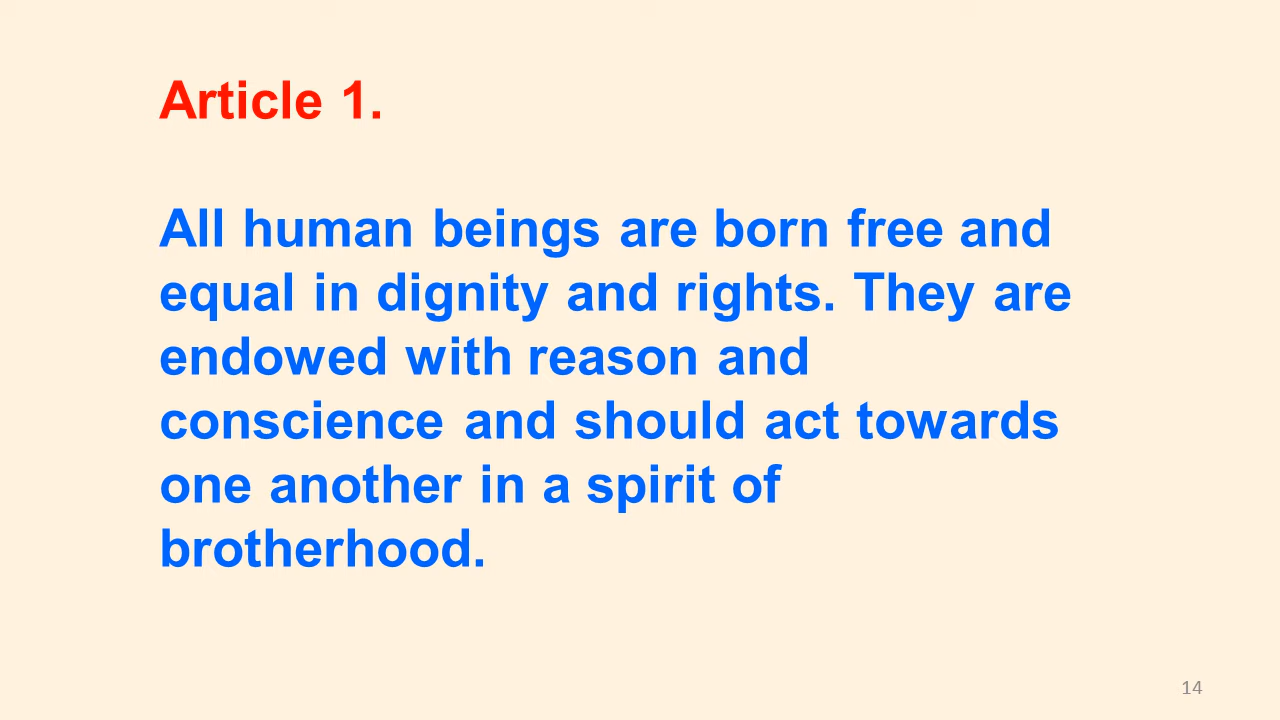 Article 1.
All human beings are born free and
equal in dignity and rights. They are
endowed with reason and
conscience and should act towards
one another in a spirit of
brotherhood.
14